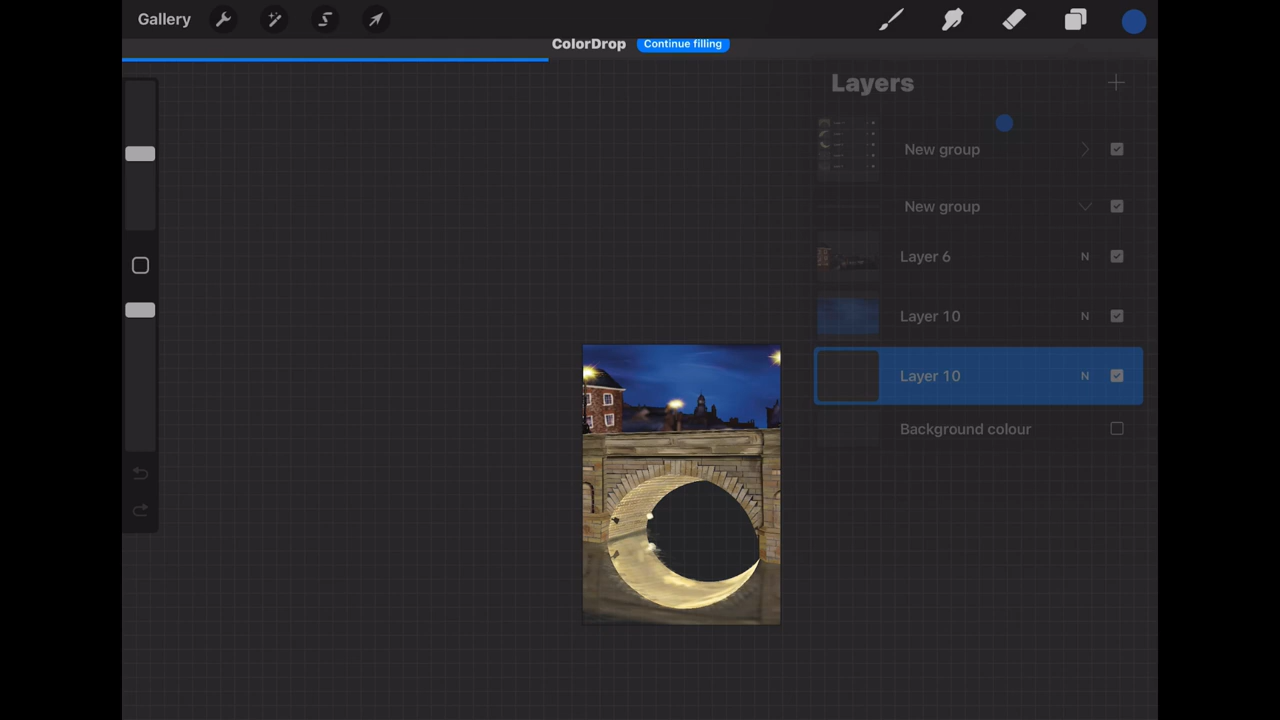 Gallery
ColorDrop Continue filling
Layers
New group
New group
Layer 6 N
Layer 10 N
Layer 10 N
Background colour